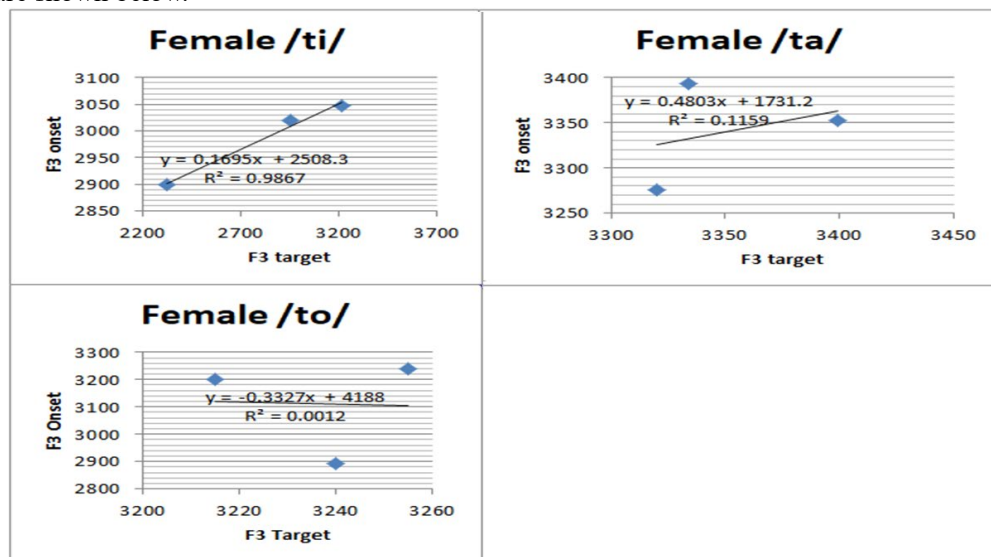 Female /ti/
3100
3050
3000
2950
2900
2850
F3 onset
y = 0.1695x + 2508.3
R² = 0.9867
2200 2700 3200 3700
F3 target
Female /ta/
3400
3350
3300
3250
F3 onset
y = 0.4803x + 1731.2
R² = 0.1159
3300 3350 3400 3450
F3 target
Female /to/
3300
3200
3100
3000
2900
2800
F3 Onset
y = -0.3327x + 4188
R² = 0.0012
3200 3220 3240 3260
F3 Target